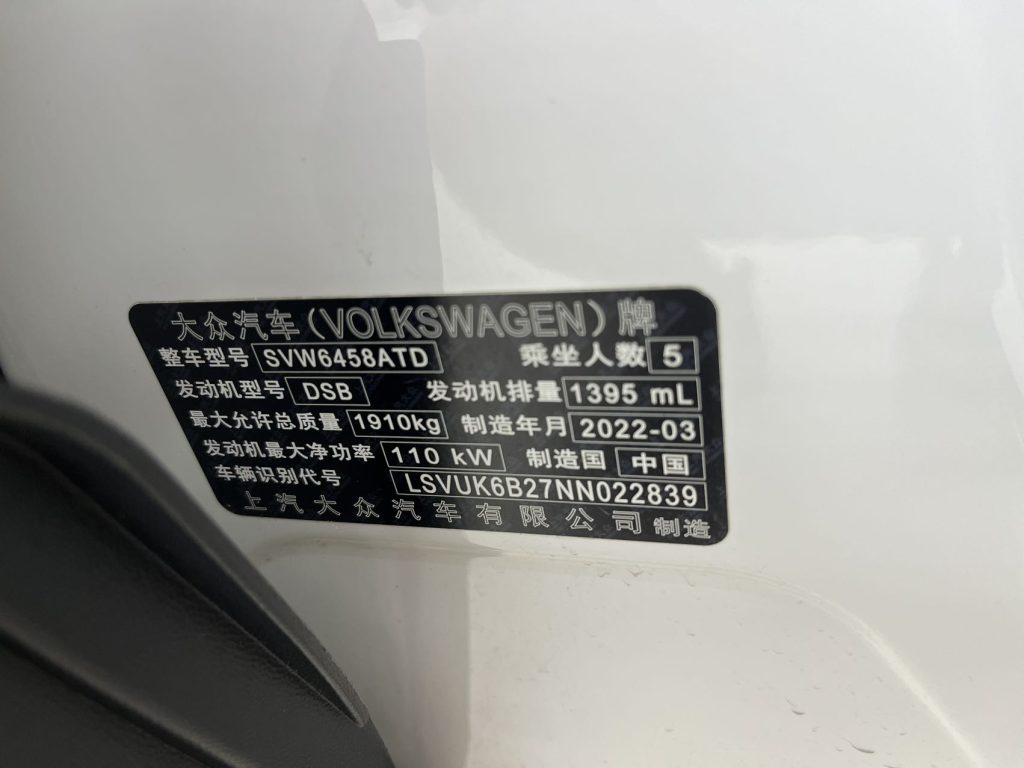 大众汽车(VOLKSWAGEN)牌
整车型号 SVW6458ATD 乘坐人数 5
发动机型号 DSB 发动机排量 1395 mL
最大允许总质量 1910kg 制造年月 2022-03
发动机最大净功率 110 kW 制造国 中国
车辆识别代号 LSVUK6B27NN022839
上汽大众汽车有限公司 制造